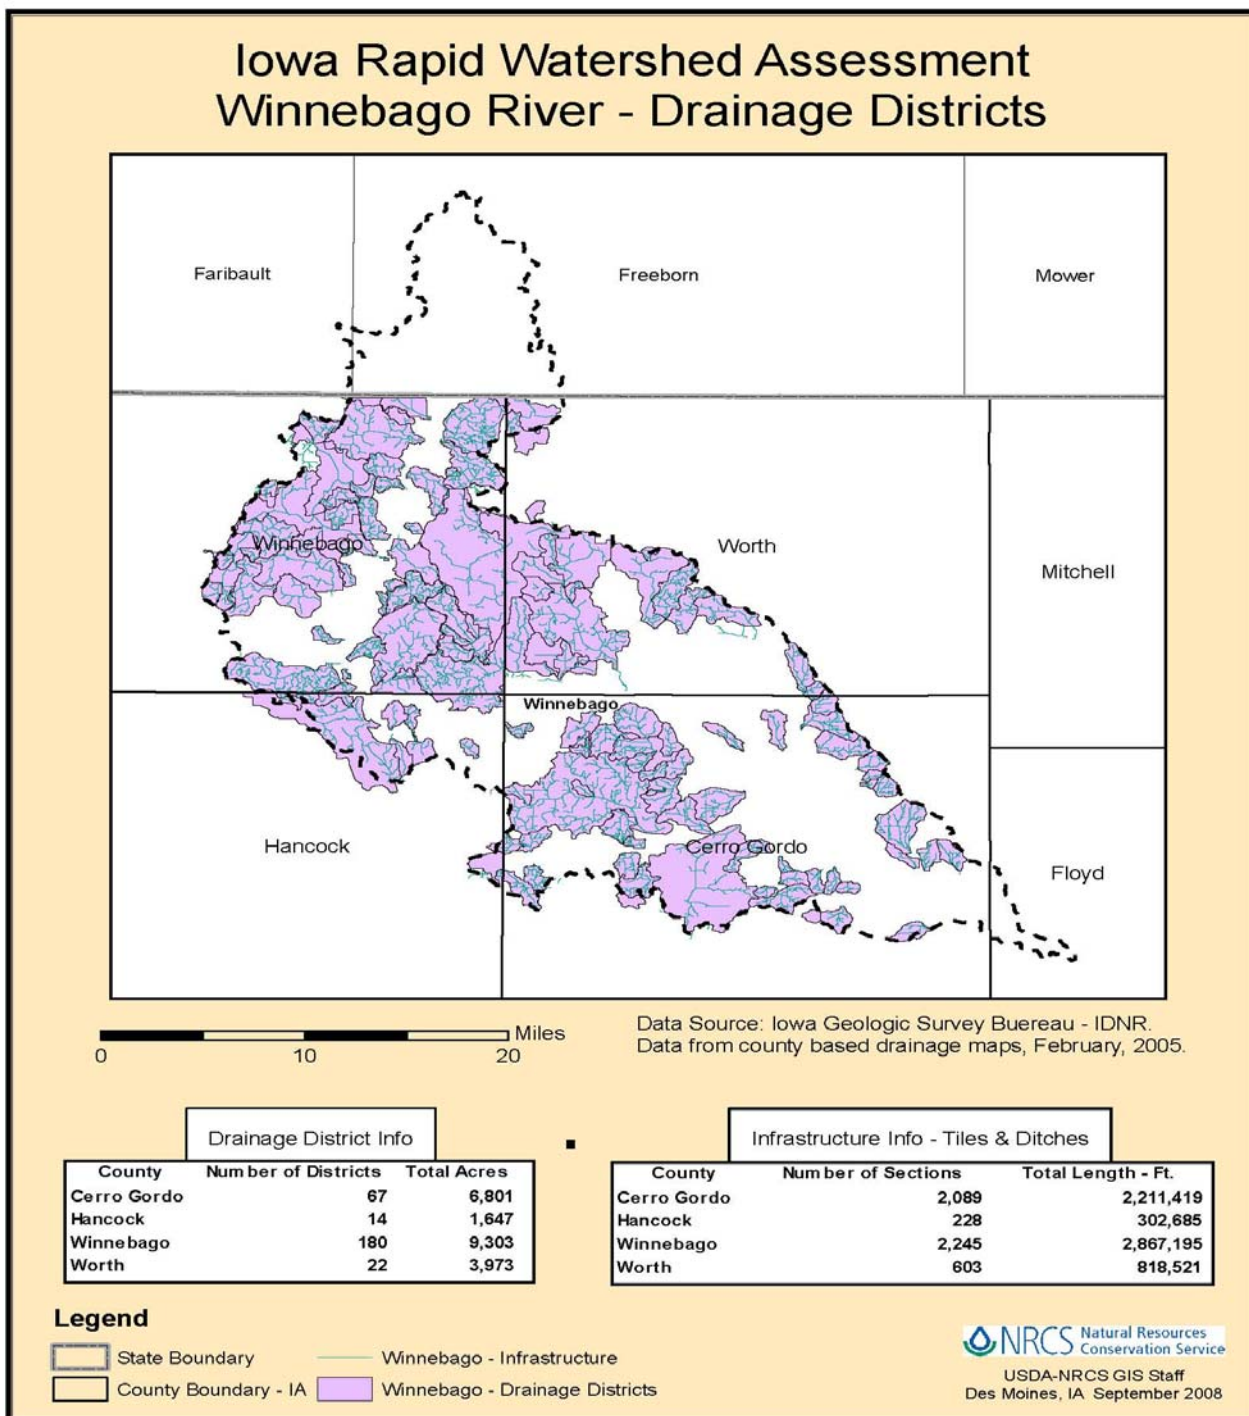 Iowa Rapid Watershed Assessment
Winnebago River - Drainage Districts
Faribault
Freeborn
Mower
Winnebago
Worth
Mitchell
Winnebago
Hancock
Cerro Gordo
Floyd
Miles
0 10 20
Data Source: Iowa Geologic Survey Buereau - IDNR.
Data from county based drainage maps, February, 2005.
Drainage District Info
County Number of Districts Total Acres
Cerro Gordo 67 6,801
Hancock 14 1,647
Winnebago 180 9,303
Worth 22 3,973
Infrastructure Info - Tiles & Ditches
County Number of Sections Total Length - Ft.
Cerro Gordo 2,089 2,211,419
Hancock 228 302,685
Winnebago 2,245 2,867,195
Worth 603 818,521
Legend
State Boundary
Winnebago - Infrastructure
County Boundary - IA
Winnebago - Drainage Districts
NRCS Natural Resources
Conservation Service
USDA-NRCS GIS Staff
Des Moines, IA September 2008